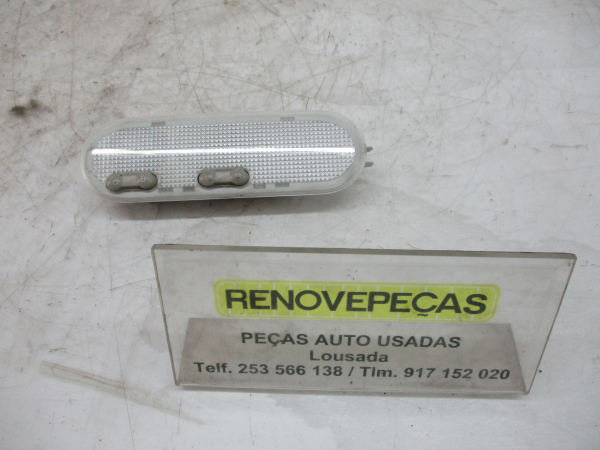 RENOVEPEÇAS
PEÇAS AUTO USADAS
Lousada
Telf. 253 566 138 / Tlm. 917 152 020